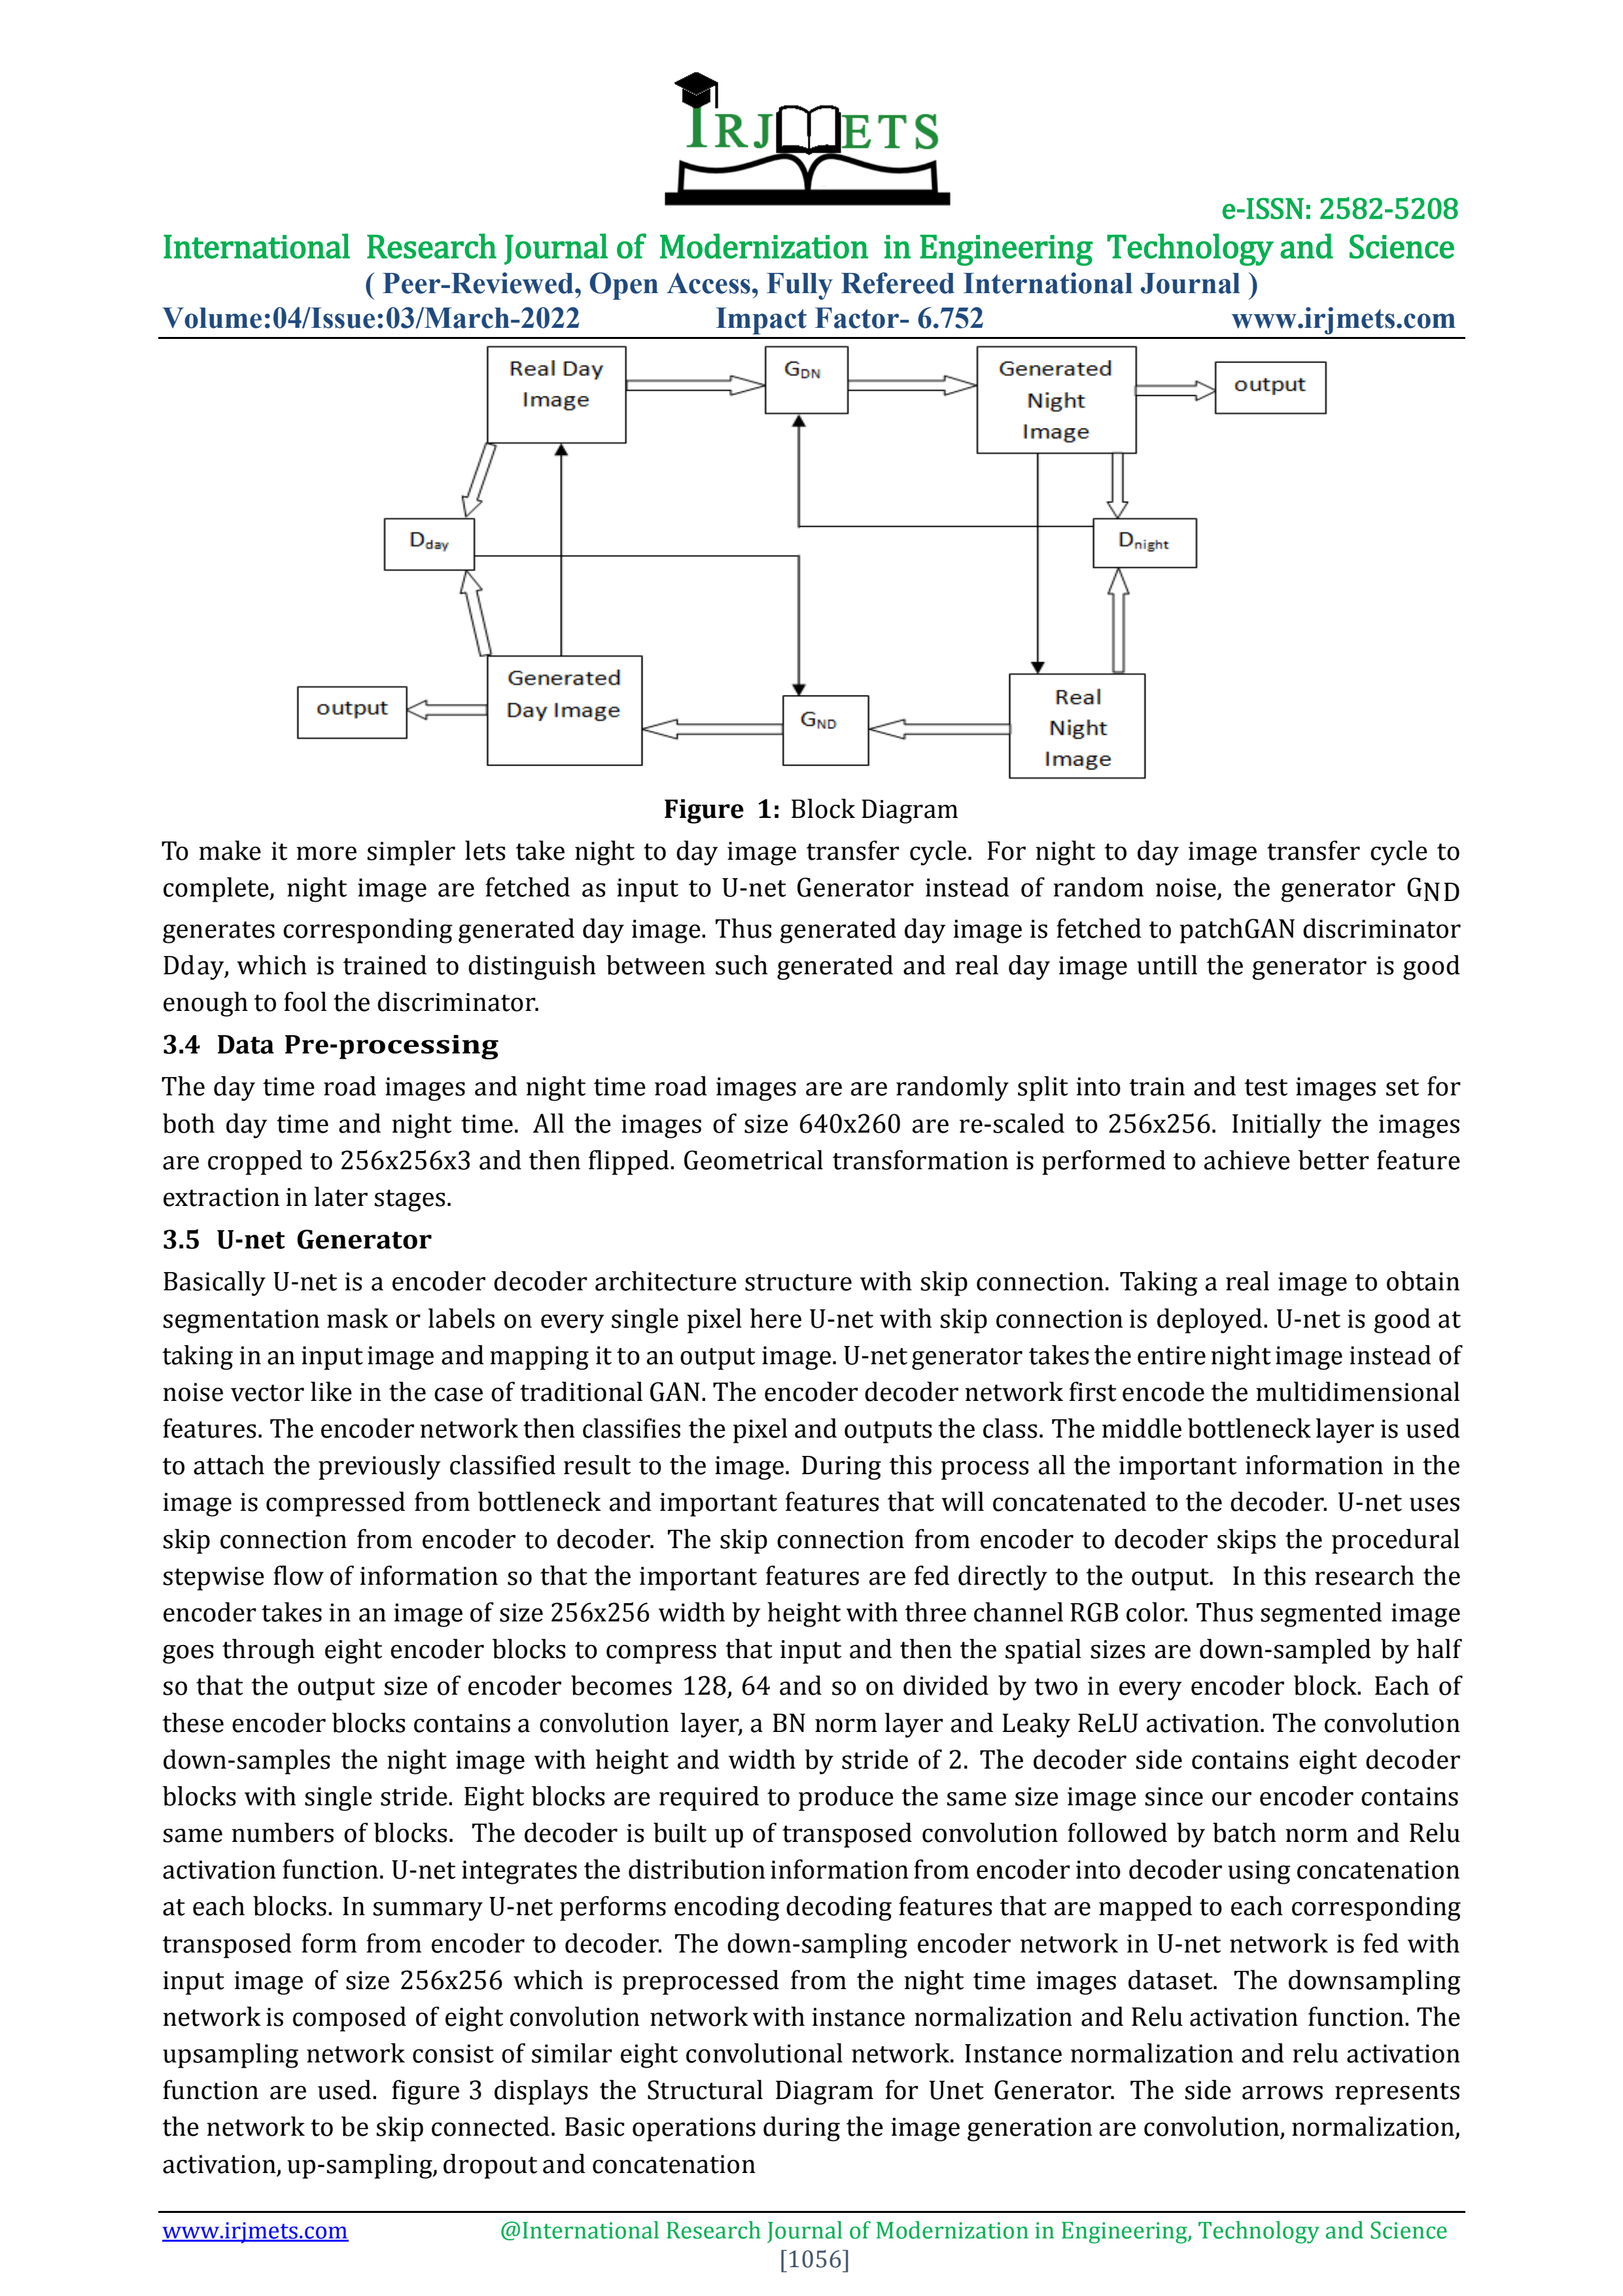 IRJMETS
e-ISSN: 2582-5208
International Research Journal of Modernization in Engineering Technology and Science
( Peer-Reviewed, Open Access, Fully Refereed International Journal )
Volume:04/Issue:03/March-2022 Impact Factor- 6.752 www.irjmets.com
Real Day
Image
GDN
Generated
Night
Image
output
Dday
Dnight
Generated
Day Image
output
GND
Real
Night
Image
Figure 1: Block Diagram
To make it more simpler lets take night to day image transfer cycle. For night to day image transfer cycle to
complete, night image are fetched as input to U-net Generator instead of random noise, the generator GND
generates corresponding generated day image. Thus generated day image is fetched to patchGAN discriminator
Dday, which is trained to distinguish between such generated and real day image untill the generator is good
enough to fool the discriminator.
3.4 Data Pre-processing
The day time road images and night time road images are are randomly split into train and test images set for
both day time and night time. All the images of size 640x260 are re-scaled to 256x256. Initially the images
are cropped to 256x256x3 and then flipped. Geometrical transformation is performed to achieve better feature
extraction in later stages.
3.5 U-net Generator
Basically U-net is a encoder decoder architecture structure with skip connection. Taking a real image to obtain
segmentation mask or labels on every single pixel here U-net with skip connection is deployed. U-net is good at
taking in an input image and mapping it to an output image. U-net generator takes the entire night image instead of
noise vector like in the case of traditional GAN. The encoder decoder network first encode the multidimensional
features. The encoder network then classifies the pixel and outputs the class. The middle bottleneck layer is used
to attach the previously classified result to the image. During this process all the important information in the
image is compressed from bottleneck and important features that will concatenated to the decoder. U-net uses
skip connection from encoder to decoder. The skip connection from encoder to decoder skips the procedural
stepwise flow of information so that the important features are fed directly to the output. In this research the
encoder takes in an image of size 256x256 width by height with three channel RGB color. Thus segmented image
goes through eight encoder blocks to compress that input and then the spatial sizes are down-sampled by half
so that the output size of encoder becomes 128, 64 and so on divided by two in every encoder block. Each of
these encoder blocks contains a convolution layer, a BN norm layer and Leaky ReLU activation. The convolution
down-samples the night image with height and width by stride of 2. The decoder side contains eight decoder
blocks with single stride. Eight blocks are required to produce the same size image since our encoder contains
same numbers of blocks. The decoder is built up of transposed convolution followed by batch norm and Relu
activation function. U-net integrates the distribution information from encoder into decoder using concatenation
at each blocks. In summary U-net performs encoding decoding features that are mapped to each corresponding
transposed form from encoder to decoder. The down-sampling encoder network in U-net network is fed with
input image of size 256x256 which is preprocessed from the night time images dataset. The downsampling
network is composed of eight convolution network with instance normalization and Relu activation function. The
upsampling network consist of similar eight convolutional network. Instance normalization and relu activation
function are used. figure 3 displays the Structural Diagram for Unet Generator. The side arrows represents
the network to be skip connected. Basic operations during the image generation are convolution, normalization,
activation, up-sampling, dropout and concatenation
www.irjmets.com @International Research Journal of Modernization in Engineering, Technology and Science
[1056]